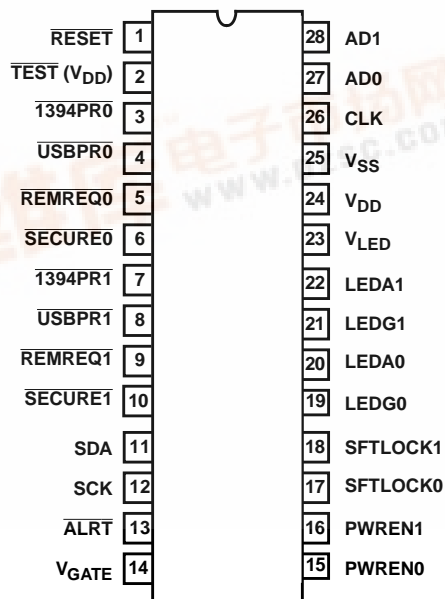 RESET 1
TEST (VDD) 2
1394PR0 3
USBPR0 4
REMREQ0 5
SECURE0 6
1394PR1 7
USBPR1 8
REMREQ1 9
SECURE1 10
SDA 11
SCK 12
ALRT 13
VGATE 14
28 AD1
27 AD0
26 CLK
25 VSS
24 VDD
23 VLED
22 LEDA1
21 LEDG1
20 LEDA0
19 LEDG0
18 SFTLOCK1
17 SFTLOCK0
16 PWREN1
15 PWREN0